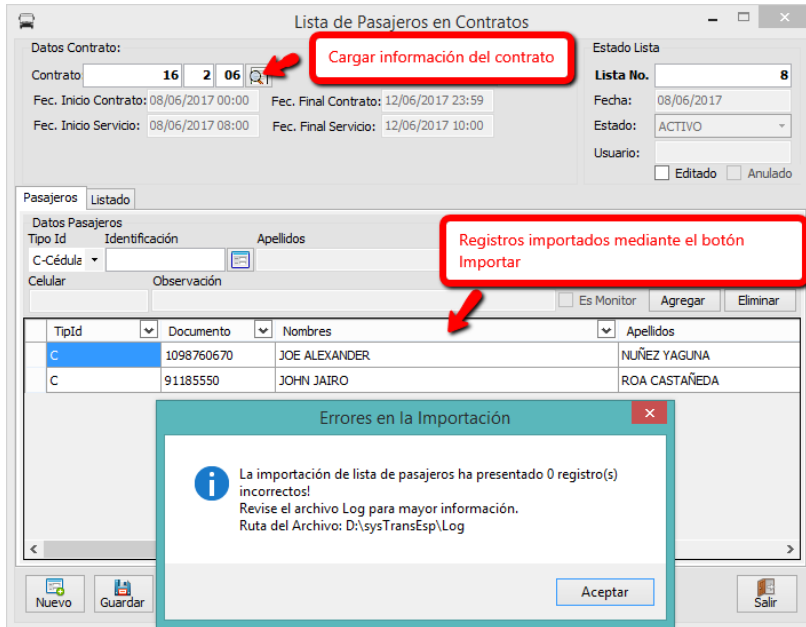 Lista de Pasajeros en Contratos
Datos Contrato:
Cargar información del contrato
Estado Lista
Contrato 16 2 06
Lista No. 8
Fec. Inicio Contrato: 08/06/2017 00:00 Fec. Final Contrato: 12/06/2017 23:59
Fecha: 08/06/2017
Fec. Inicio Servicio: 08/06/2017 08:00 Fec. Final Servicio: 12/06/2017 10:00
Estado: ACTIVO
Usuario:
Editado Anulado
Pasajeros Listado
Datos Pasajeros
Tipo Id Identificación Apellidos
C-Cédula
Registros importados mediante el botón
Importar
Celular Observación
Es Monitor Agregar Eliminar
TipId Documento Nombres Apellidos
C 1098760670 JOE ALEXANDER NUÑEZ YAGUNA
C 91185550 JOHN JAIRO ROA CASTAÑEDA
Errores en la Importación
La importación de lista de pasajeros ha presentado 0 registro(s)
incorrectos!
Revise el archivo Log para mayor información.
Ruta del Archivo: D:\sysTransEsp\Log
Aceptar
Nuevo Guardar Salir